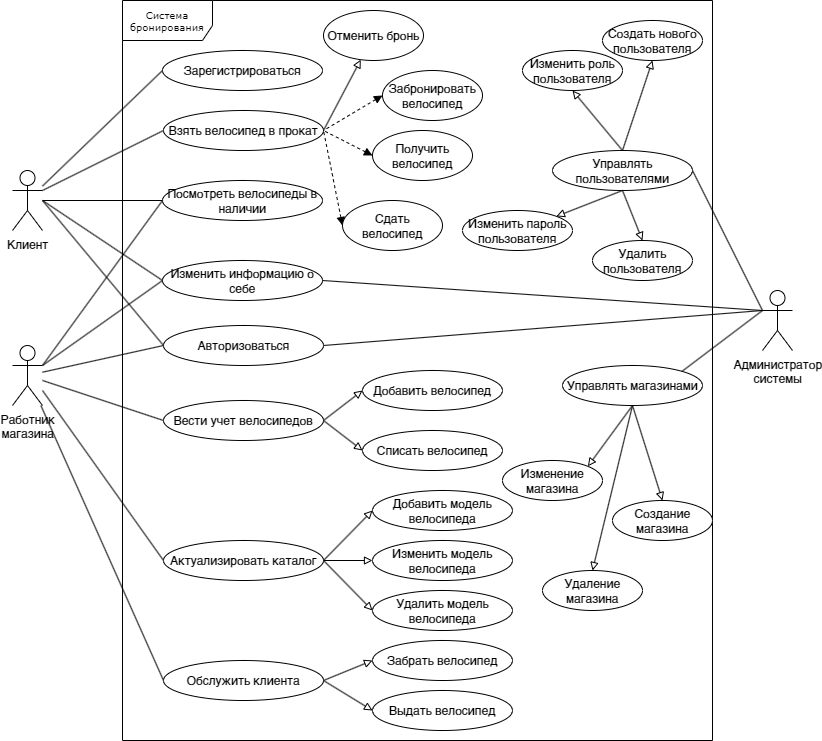 Система
бронирования
Отменить бронь
Создать нового
пользователя
Изменить роль
пользователя
Зарегистрироваться
Забронировать
велосипед
Взять велосипед в прокат
Получить
велосипед
Управлять
пользователями
Посмотреть велосипеды в
наличии
Сдать
велосипед
Изменить пароль
пользователя
Клиент
Удалить
пользователя
Изменить информацию о
себе
Авторизоваться
Администратор
системы
Управлять магазинами
Добавить велосипед
Работник
магазина
Вести учет велосипедов
Списать велосипед
Изменение
магазина
Добавить модель
велосипеда
Создание
магазина
Актуализировать каталог
Изменить модель
велосипеда
Удаление
магазина
Удалить модель
велосипеда
Забрать велосипед
Обслужить клиента
Выдать велосипед